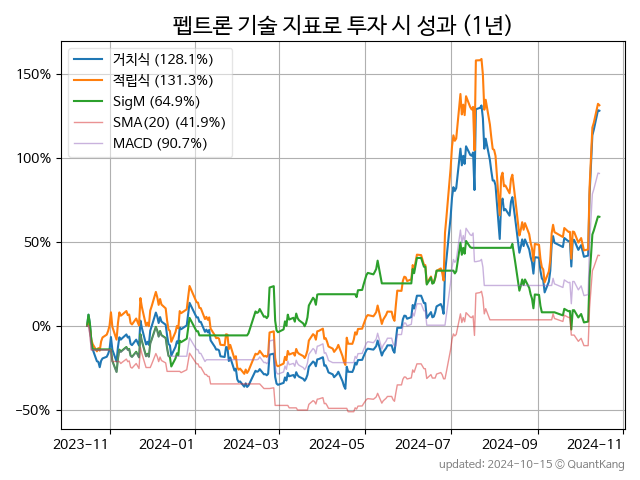 펩트론 기술 지표로 투자 시 성과 (1년)
거치식 (128.1%)
적립식 (131.3%)
SigM (64.9%)
SMA(20) (41.9%)
MACD (90.7%)
150%
100%
50%
0%
−50%
2023−11
2024−01
2024−03
2024−05
2024−07
2024−09
2024−11
updated: 2024-10-15 ⓒ QuantKang